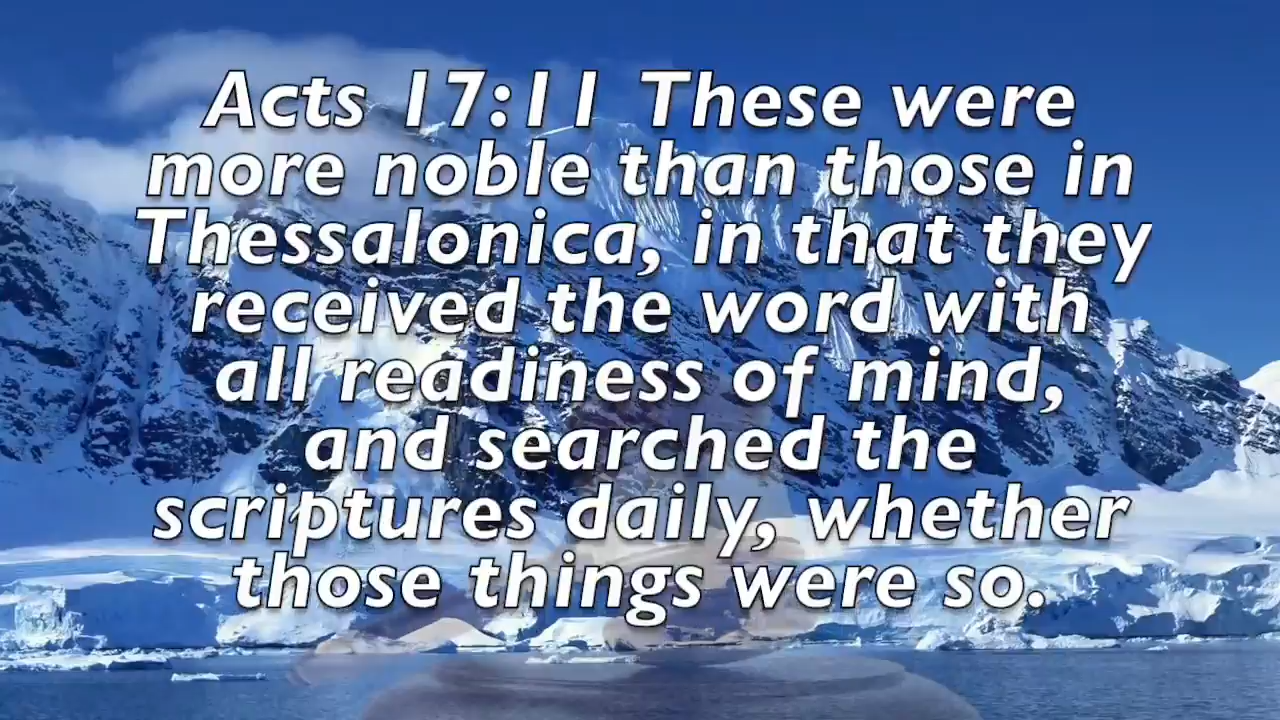 Acts 17:11 These were
more noble than those in
Thessalonica, in that they
received the word with
all readiness of mind,
and searched the
scriptures daily, whether
those things were so.